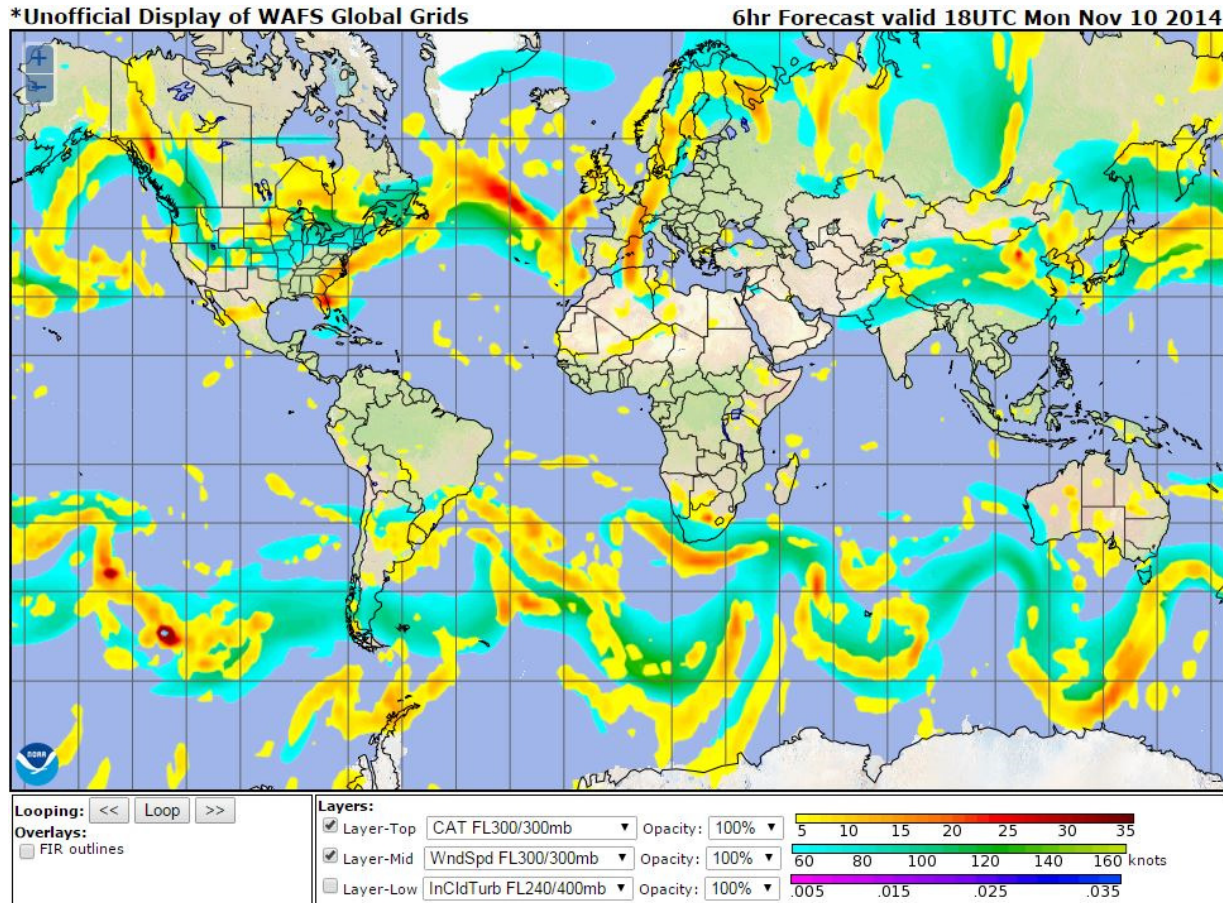 *Unofficial Display of WAFS Global Grids
6hr Forecast valid 18UTC Mon Nov 10 2014
NOAA
Looping: << Loop >>
Overlays:
FIR outlines
Layers:
Layer-Top CAT FL300/300mb Opacity: 100%
5 10 15 20 25 30 35
Layer-Mid WndSpd FL300/300mb Opacity: 100%
60 80 100 120 140 160 knots
Layer-Low InCldTurb FL240/400mb Opacity: 100%
.005 .015 .025 .035